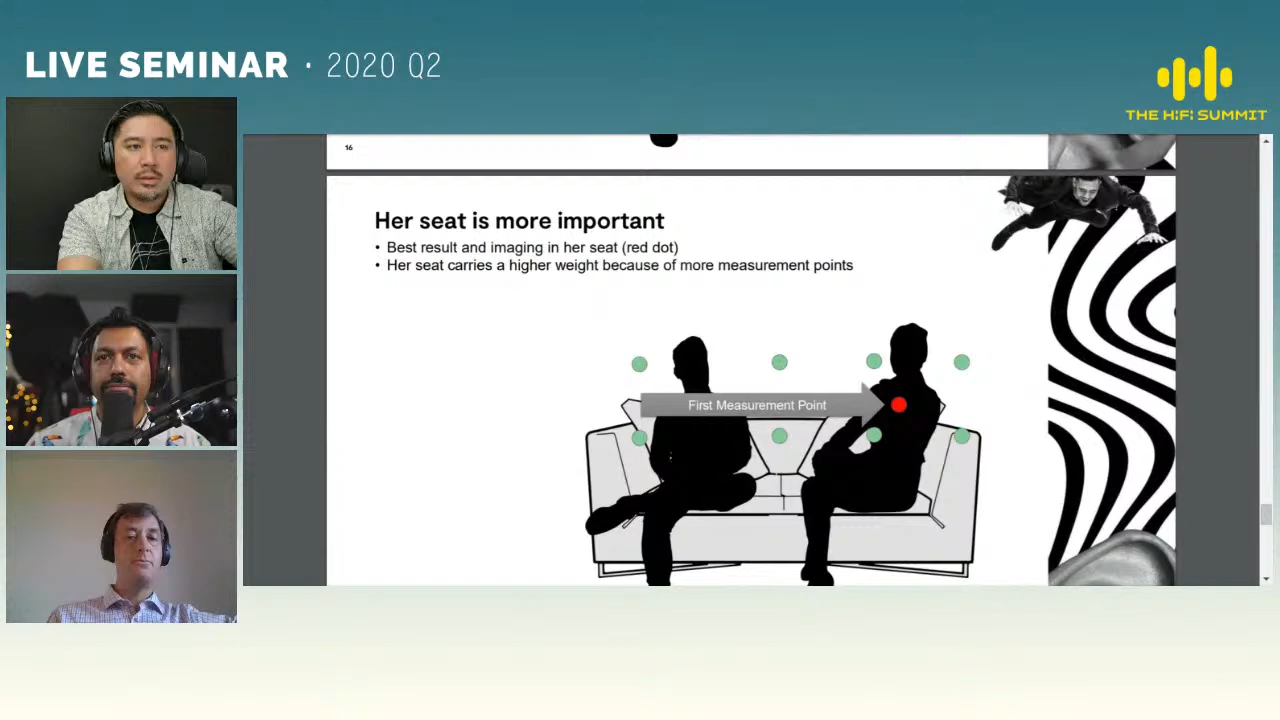 LIVE SEMINAR · 2020 Q2
THE HIFI SUMMIT
16
Her seat is more important
• Best result and imaging in her seat (red dot)
• Her seat carries a higher weight because of more measurement points
First Measurement Point